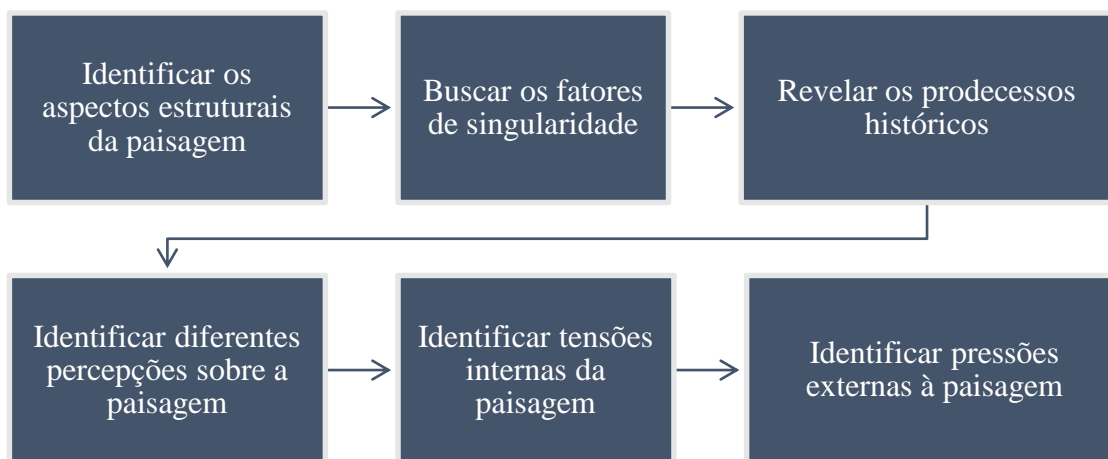 Identificar os
aspectos estruturais
da paisagem
Buscar os fatores
de singularidade
Revelar os prodecessos
históricos
Identificar diferentes
percepções sobre a
paisagem
Identificar tensões
internas da
paisagem
Identificar pressões
externas à paisagem